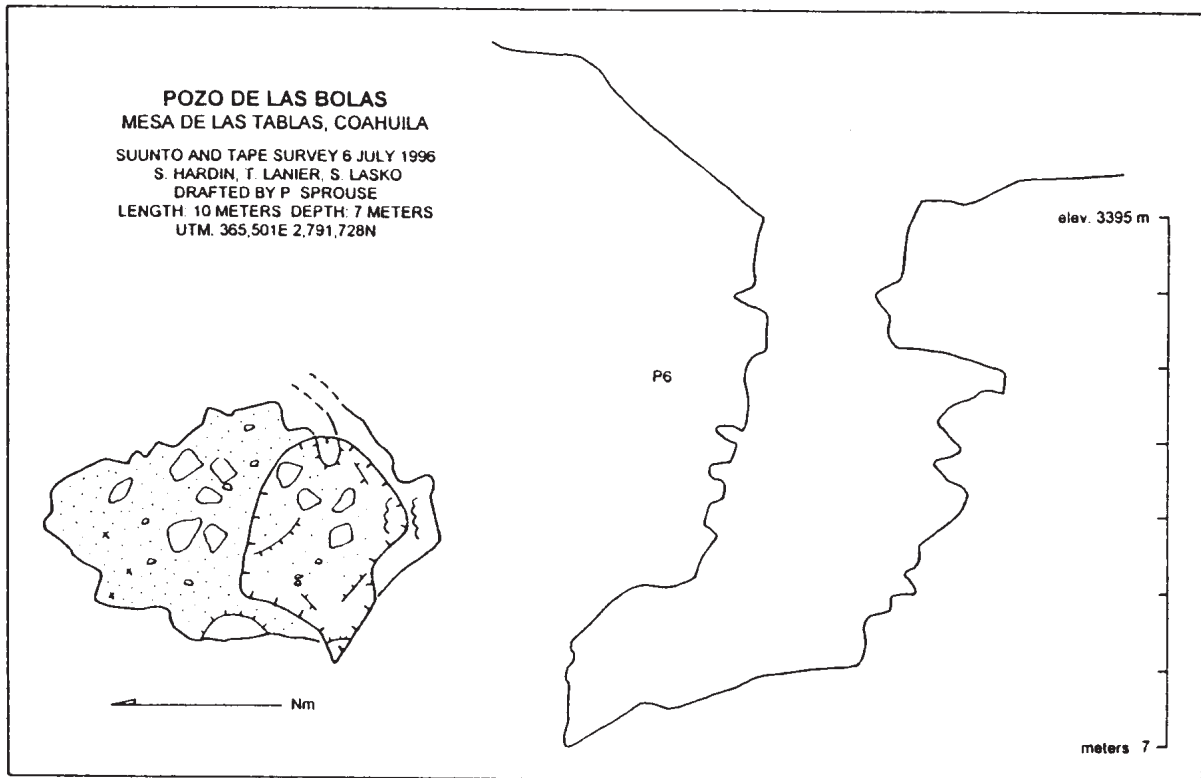 POZO DE LAS BOLAS
MESA DE LAS TABLAS, COAHUILA
SUUNTO AND TAPE SURVEY 6 JULY 1996
S. HARDIN, T. LANIER, S. LASKO
DRAFTED BY P SPROUSE
LENGTH: 10 METERS DEPTH: 7 METERS
UTM. 365,501E 2,791,728N
elev. 3395 m
P6
8
Nm
meters 7